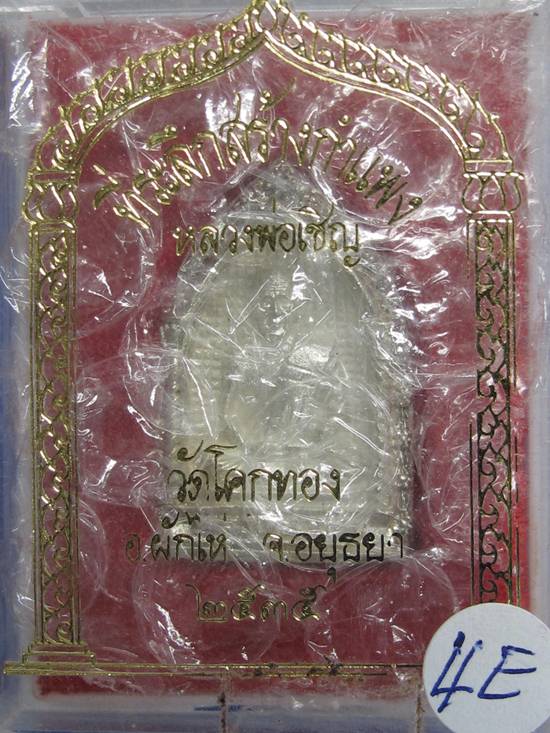 ที่ระลึกสร้างกำแพง
หลวงพ่อเชิญ
วัดโคกทอง
อ.ผักไห่ จ.อยุธยา
๒๕๓๕
4E